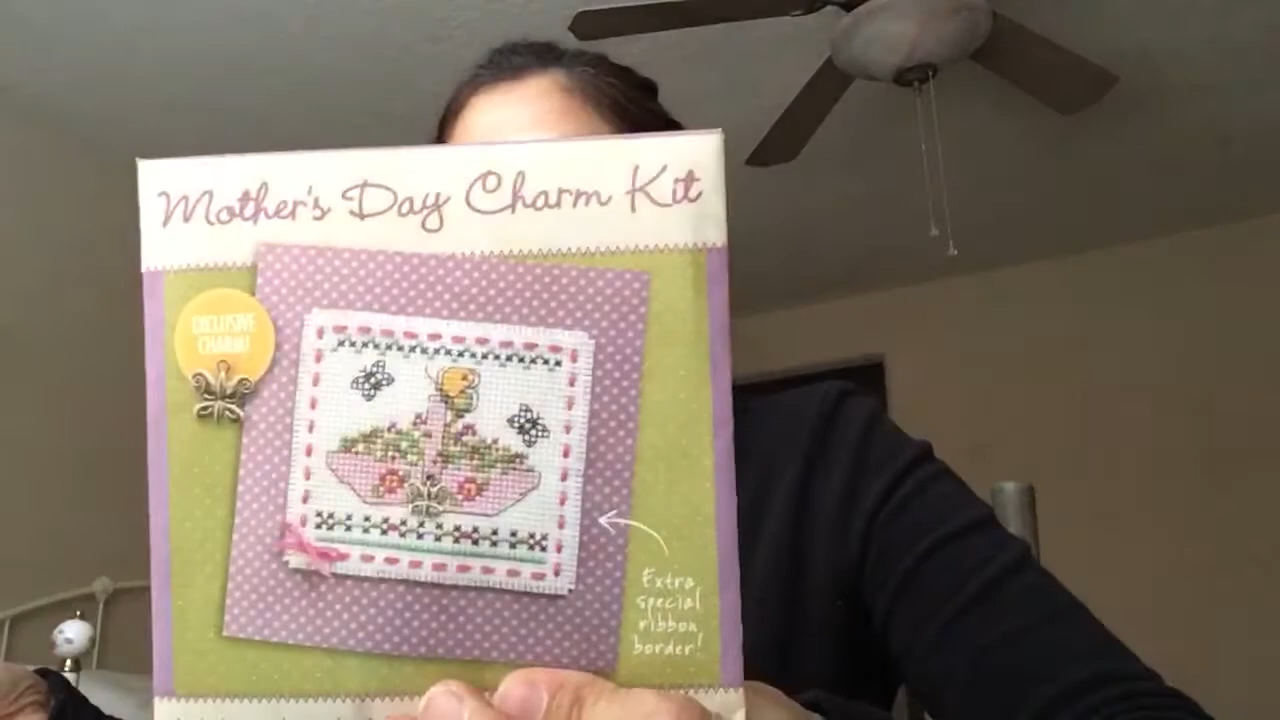 Mother's Day Charm Kit
EXCLUSIVE
CHARM!
Extra
special
ribbon
border!